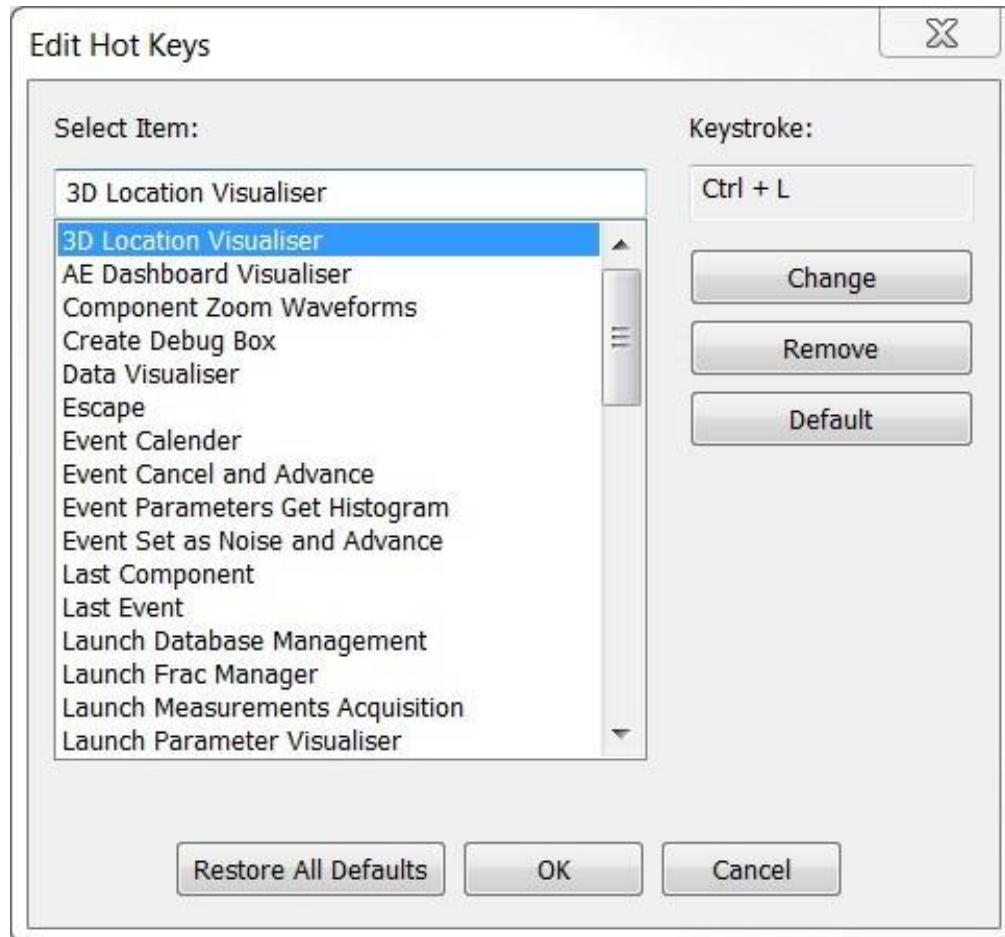 Edit Hot Keys
Select Item:
Keystroke:
3D Location Visualiser
Ctrl + L
3D Location Visualiser
AE Dashboard Visualiser
Component Zoom Waveforms
Create Debug Box
Data Visualiser
Escape
Event Calender
Event Cancel and Advance
Event Parameters Get Histogram
Event Set as Noise and Advance
Last Component
Last Event
Launch Database Management
Launch Frac Manager
Launch Measurements Acquisition
Launch Parameter Visualiser
Change
Remove
Default
Restore All Defaults
OK
Cancel